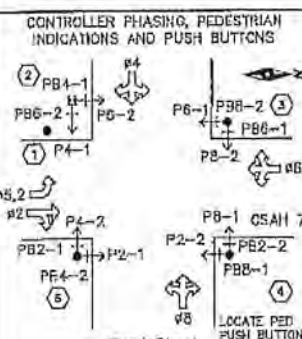 CONTROLLER PHASING, PEDESTRIAN
INDICATIONS AND PUSH BUTTONS
2
PB4-1
ø4
PB6-2
P6-2
1
P4-1
P6-1
PB8-2
3
PB6-1
P8-2
ø6
ø5,2
ø2
P4-2
PB2-1
P2-1
PB4-2
5
P8-1
CSAH 7
P2-2
PB2-2
PB8-1
4
ø8
LOCATE PED
PUSH BUTTON